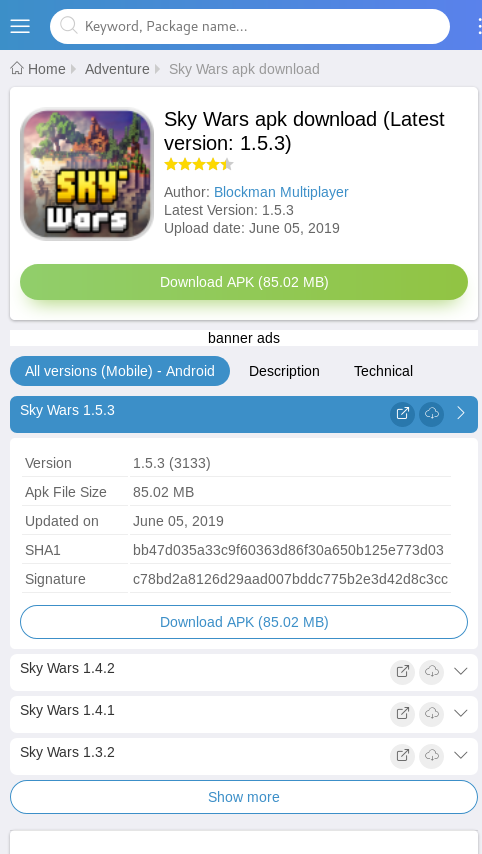 Keyword, Package name...
Home Adventure Sky Wars apk download
SKY
Wars
Sky Wars apk download (Latest
version: 1.5.3)
Author: Blockman Multiplayer
Latest Version: 1.5.3
Upload date: June 05, 2019
Download APK (85.02 MB)
banner ads
All versions (Mobile) - Android Description Technical
Sky Wars 1.5.3
Version 1.5.3 (3133)
Apk File Size 85.02 MB
Updated on June 05, 2019
SHA1 bb47d035a33c9f60363d86f30a650b125e773d03
Signature c78bd2a8126d29aad007bddc775b2e3d42d8c3cc
Download APK (85.02 MB)
Sky Wars 1.4.2
Sky Wars 1.4.1
Sky Wars 1.3.2
Show more